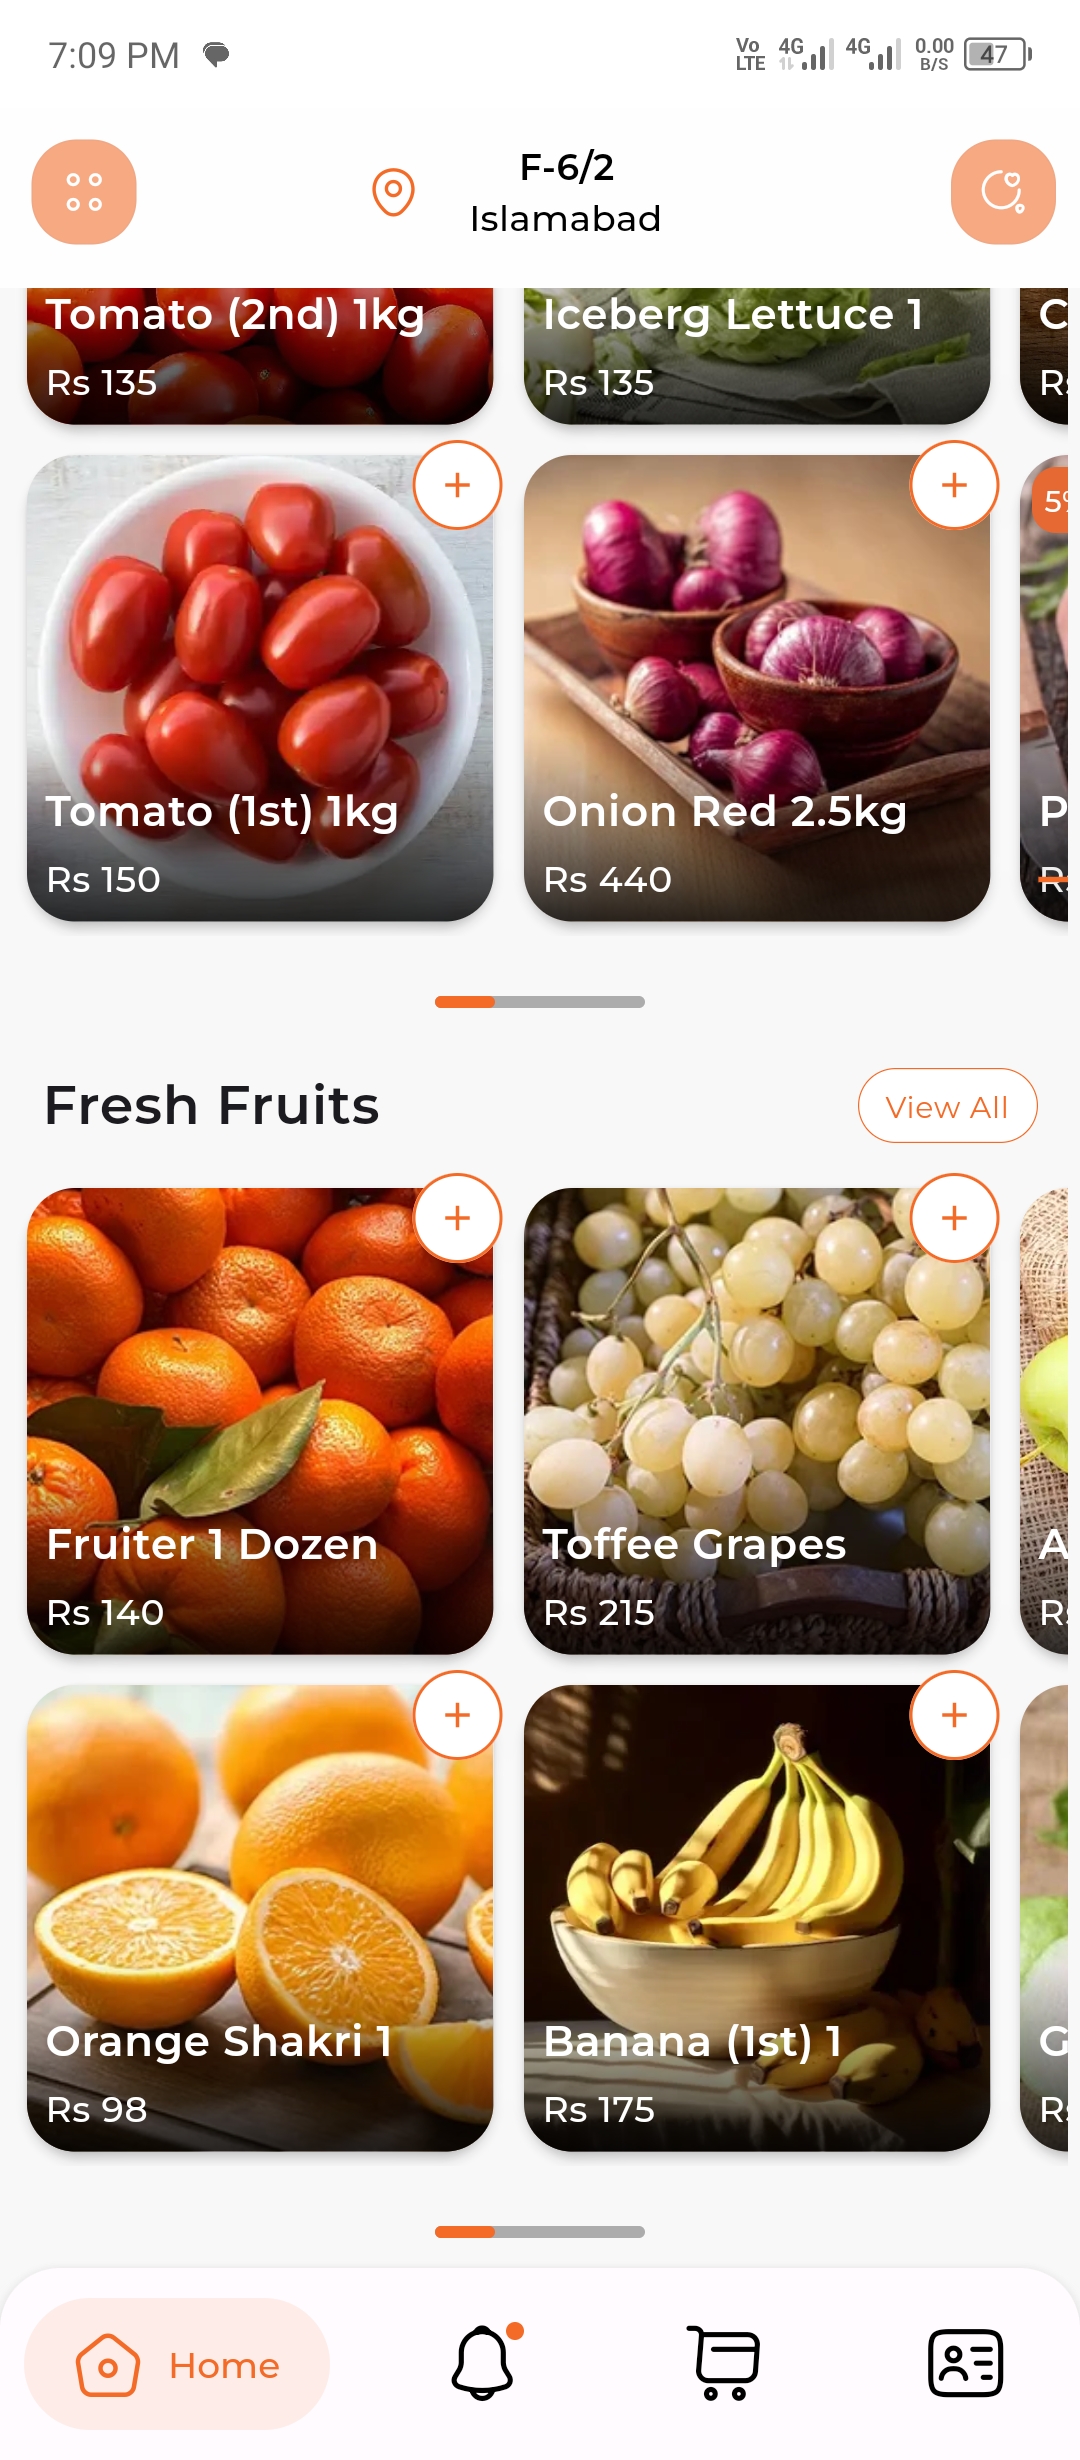 7:09 PM
Vo LTE 4G 4G 0.00 B/S 47
F-6/2
Islamabad
Tomato (2nd) 1kg
Rs 135
Iceberg Lettuce 1
Rs 135
Tomato (1st) 1kg
Rs 150
Onion Red 2.5kg
Rs 440
Fresh Fruits
View All
Fruiter 1 Dozen
Rs 140
Toffee Grapes
Rs 215
Orange Shakri 1
Rs 98
Banana (1st) 1
Rs 175
Home